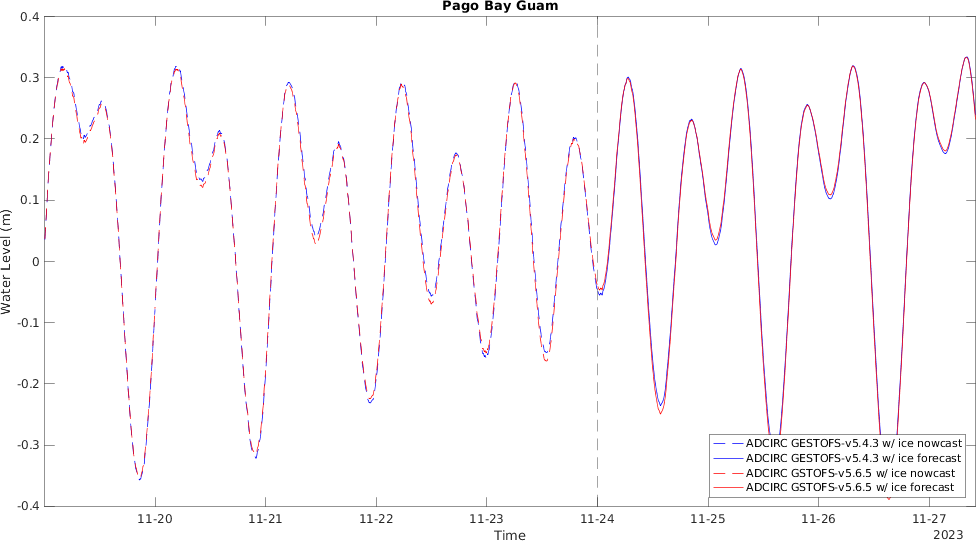 Pago Bay Guam
0.4
0.3
0.2
0.1
0
-0.1
-0.2
-0.3
-0.4
Water Level (m)
11-20 11-21 11-22 11-23 11-24 11-25 11-26 11-27
Time
2023
ADCIRC GESTOFS-v5.4.3 w/ ice nowcast
ADCIRC GESTOFS-v5.4.3 w/ ice forecast
ADCIRC GSTOFS-v5.6.5 w/ ice nowcast
ADCIRC GSTOFS-v5.6.5 w/ ice forecast